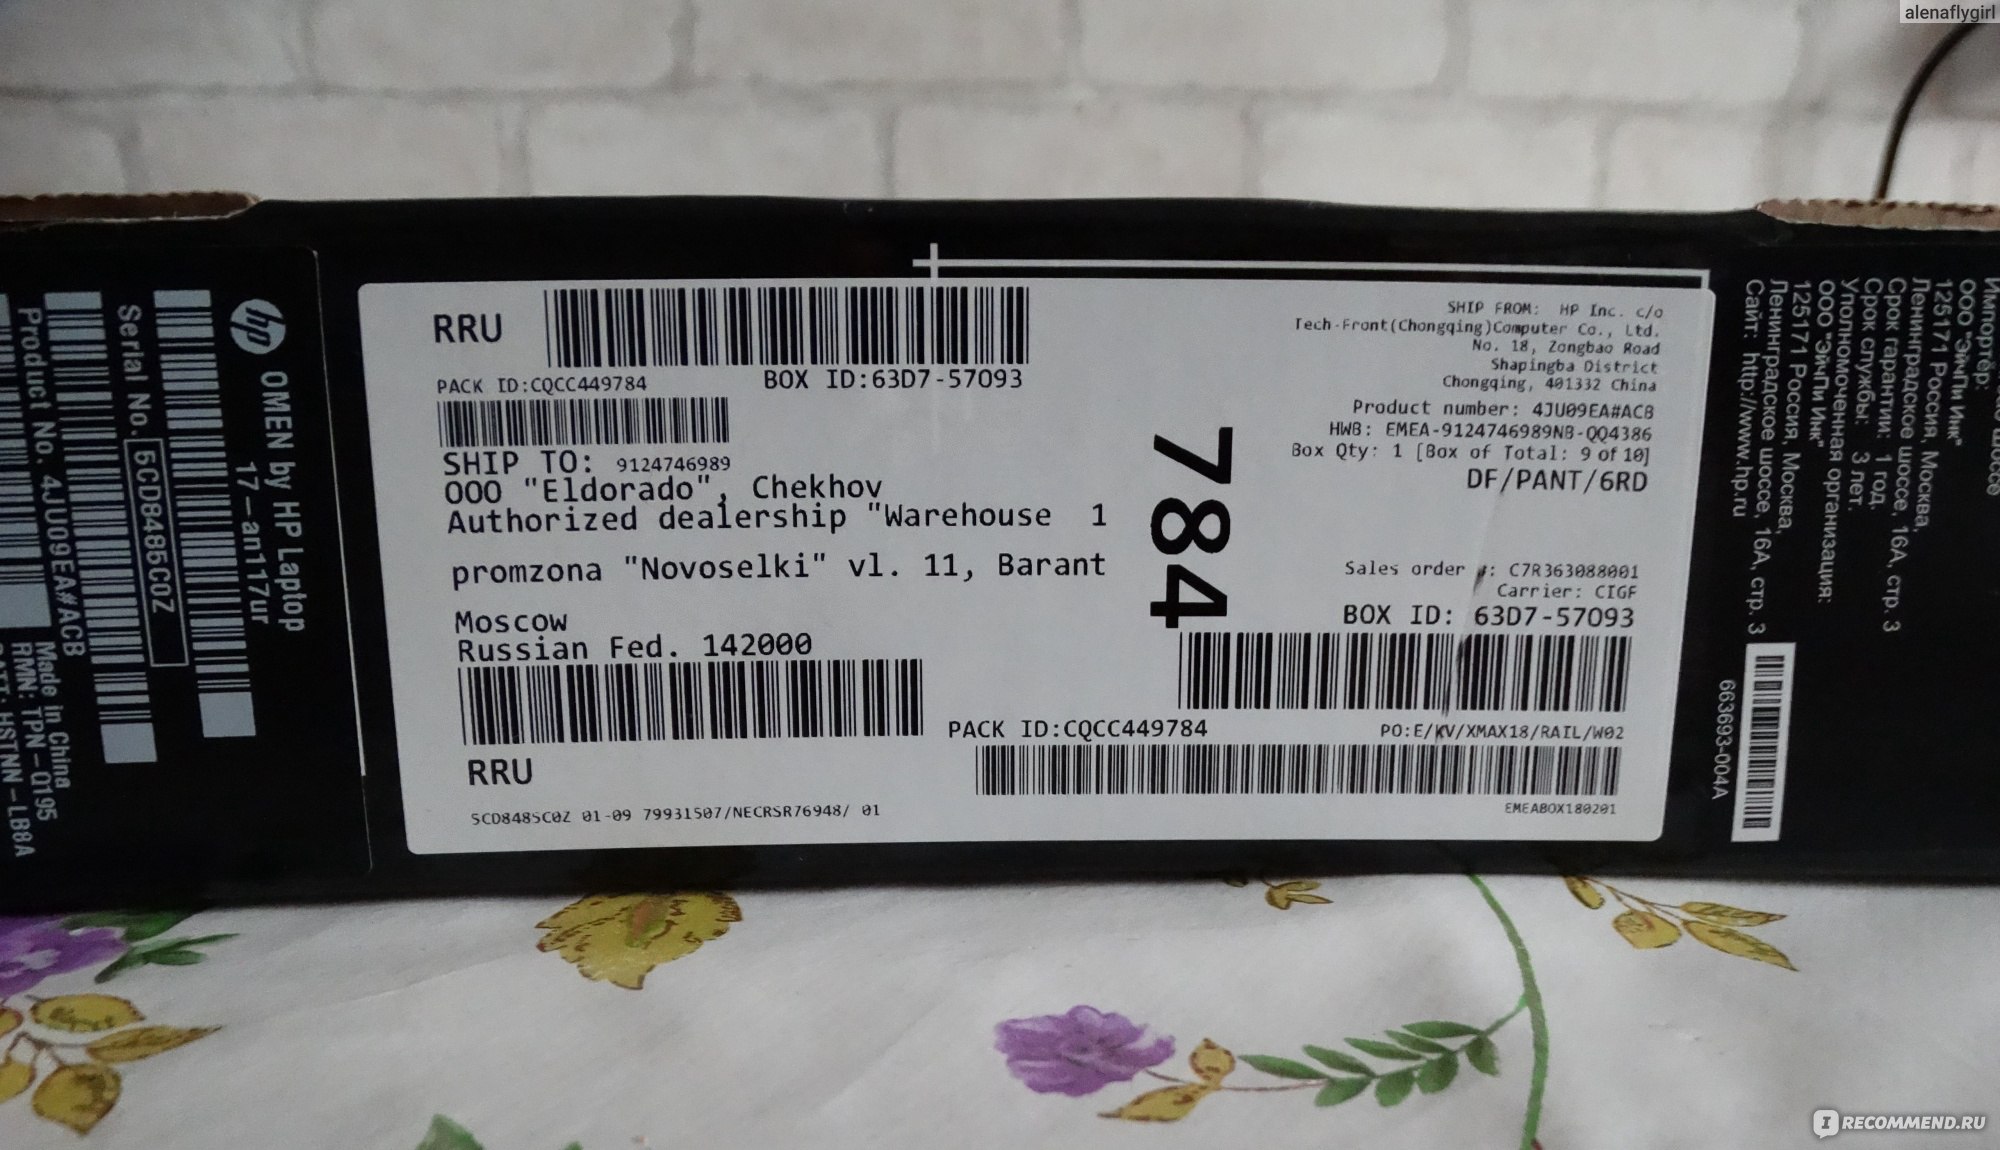 alenaflygirl
hp
OMEN by HP Laptop
17-an117ur
Serial No. 5CD8485C0Z
Product No. 4JU09EA#ACB
Made in China
RMN: TPN-Q195
HSTNN-LB8A
RRU
PACK ID:CQCC449784
BOX ID:63D7-57093
SHIP TO: 9124746989
OOO "Eldorado", Chekhov
Authorized dealership "Warehouse 1
promzona "Novoselki" vl. 11, Barant
Moscow
Russian Fed. 142000
RRU
5CD8485C0Z 01-09 79931507/NECRSR76948/ 01
784
SHIP FROM: HP Inc. c/o
Tech-Front(Chongqing)Computer Co., Ltd.
No. 18, Zongbao Road
Shapingba District
Chongqing, 401332 China
Product number: 4JU09EA#ACB
HWB: EMEA-9124746989NB-QQ4386
Box Qty: 1 [Box of Total: 9 of 10]
DF/PANT/6RD
Sales order #: C7R363088001
Carrier: CIGF
BOX ID: 63D7-57093
PACK ID:CQCC449784
PO:E/KV/XMAX18/RAIL/W02
EMEABOX180201
Импортёр:
ООО "ЭйчПи Инк"
125171 Россия, Москва,
Ленинградское шоссе, 16А, стр. 3
Срок гарантии: 1 год.
Срок службы: 3 лет.
Уполномоченная организация:
ООО "ЭйчПи Инк"
125171 Россия, Москва,
Ленинградское шоссе, 16А, стр. 3
Сайт: http://www.hp.ru
663693-004A
IRECOMMEND.RU